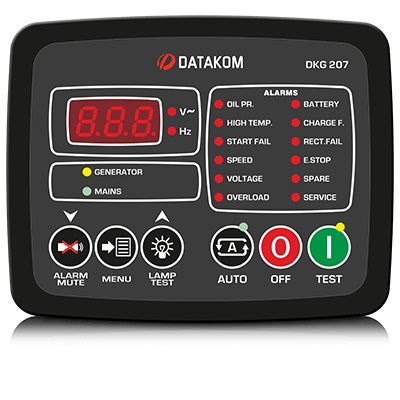 DATAKOM
DKG 207
8.8.8.
V~
Hz
GENERATOR
MAINS
ALARMS
OIL PR.
BATTERY
HIGH TEMP.
CHARGE F.
START FAIL
RECT.FAIL
SPEED
E.STOP
VOLTAGE
SPARE
OVERLOAD
SERVICE
ALARM
MUTE
MENU
LAMP
TEST
A
AUTO
O
OFF
I
TEST